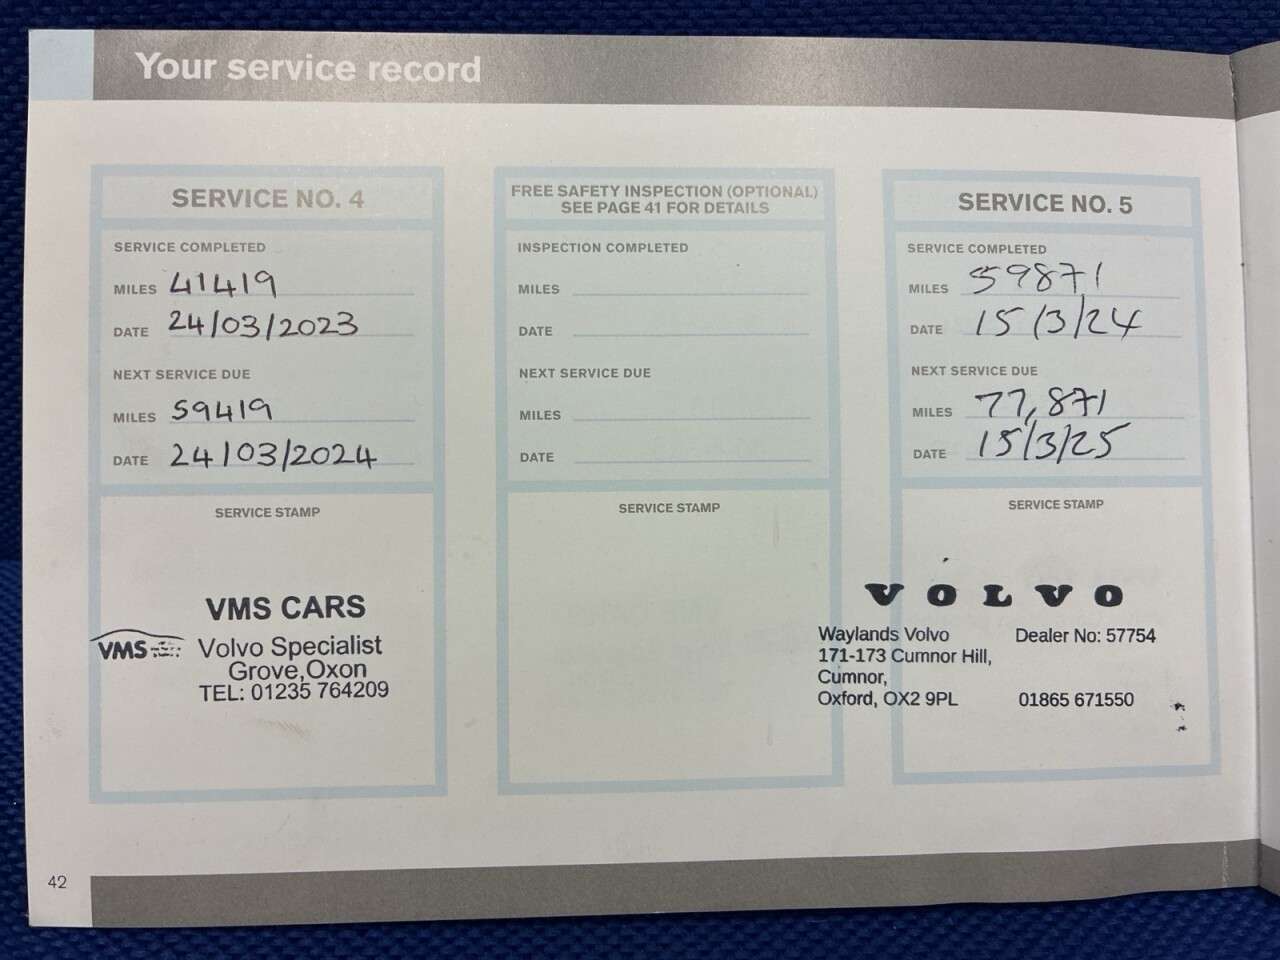 Your service record
SERVICE NO. 4
SERVICE COMPLETED
MILES 41419
DATE 24/03/2023
NEXT SERVICE DUE
MILES 59419
DATE 24/03/2024
SERVICE STAMP
VMS CARS
VMS Volvo Specialist
Grove,Oxon
TEL: 01235 764209
FREE SAFETY INSPECTION (OPTIONAL)
SEE PAGE 41 FOR DETAILS
INSPECTION COMPLETED
MILES
DATE
NEXT SERVICE DUE
MILES
DATE
SERVICE STAMP
SERVICE NO. 5
SERVICE COMPLETED
MILES 59871
DATE 15/3/24
NEXT SERVICE DUE
MILES 77,871
DATE 15/3/25
SERVICE STAMP
VOLVO
Waylands Volvo Dealer No: 57754
171-173 Cumnor Hill,
Cumnor,
Oxford, OX2 9PL 01865 671550
42